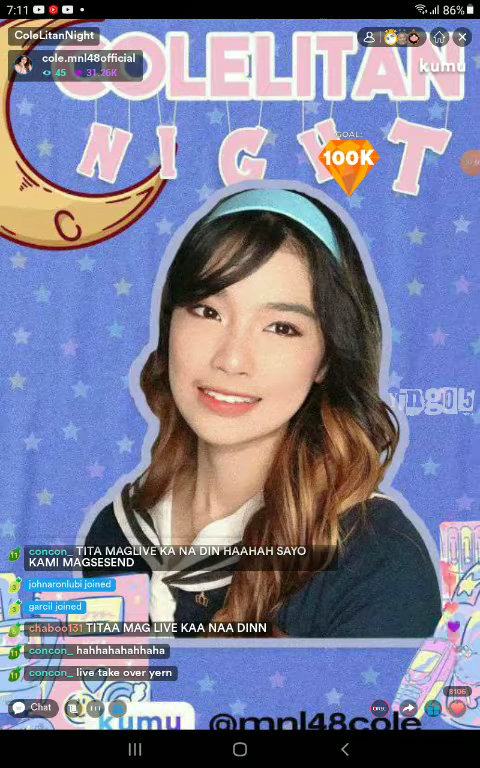 7:11
86%
ColeLitanNight
cole.mnl48official
45 31.26K
kumu
COLELITAN
NIGHT
GOAL:
100K
concon_ TITA MAGLIVE KA NA DIN HAAHAH SAYO
KAMI MAGSESEND
johnaronlubi joined
garcil joined
chaboo131 TITAA MAG LIVE KAA NAA DINN
concon_ hahhahahahhaha
concon_ live take over yern
8106
Chat
kumu @mnl48cole